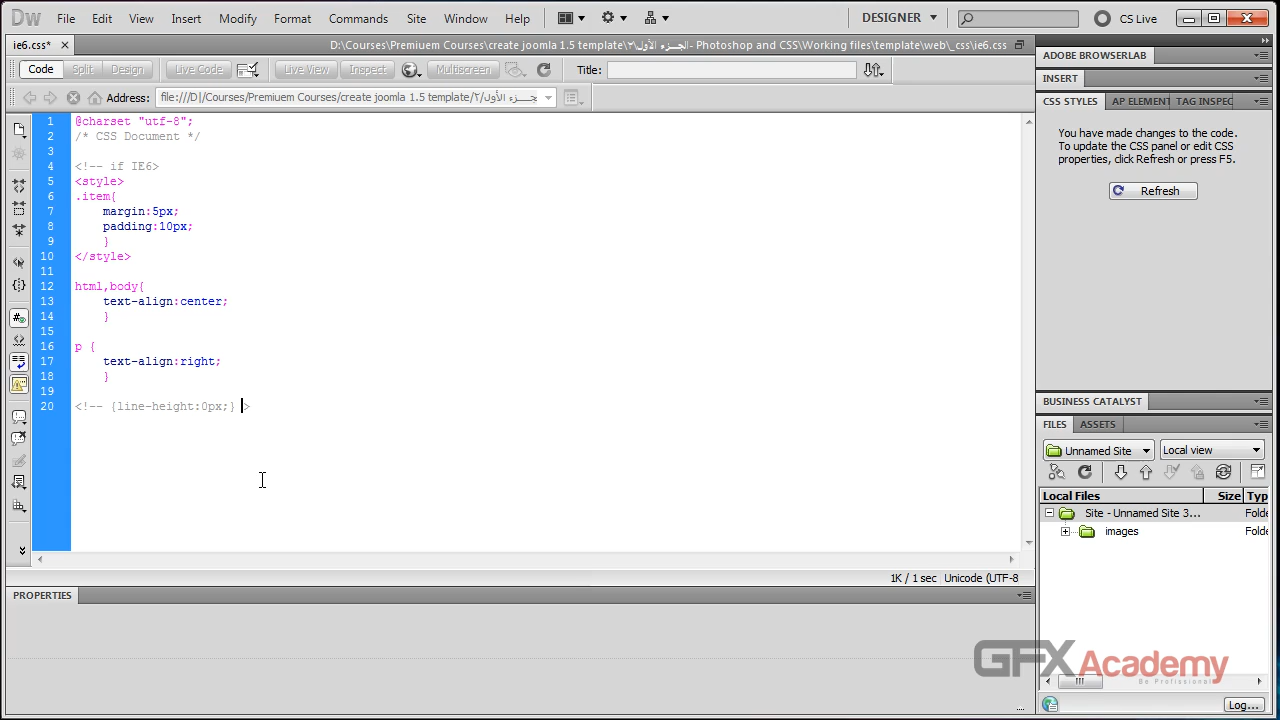 Dw File Edit View Insert Modify Format Commands Site Window Help DESIGNER CS Live
ie6.css* D:\Courses\Premiuem Courses\create joomla 1.5 template\الجزء الأول\٢- Photoshop and CSS\Working files\template\web\_css\ie6.css
Code Split Design Live Code Live View Inspect Multiscreen Title:
Address: file:///D|/Courses/Premiuem Courses/create joomla 1.5 template/٢/جـــزء الأول
1 @charset "utf-8";
2 /* CSS Document */
3
4 <!-- if IE6>
5 <style>
6 .item{
7 margin:5px;
8 padding:10px;
9 }
10 </style>
11
12 html,body{
13 text-align:center;
14 }
15
16 p {
17 text-align:right;
18 }
19
20 <!-- {line-height:0px;} >
1K / 1 sec Unicode (UTF-8
PROPERTIES
ADOBE BROWSERLAB
INSERT
CSS STYLES AP ELEMENT TAG INSPEC
You have made changes to the code.
To update the CSS panel or edit CSS
properties, click Refresh or press F5.
Refresh
BUSINESS CATALYST
FILES ASSETS
Unnamed Site Local view
Local Files Size Typ
Site - Unnamed Site 3... Folde
images Folde
GFX Academy
Be Professional
Log...